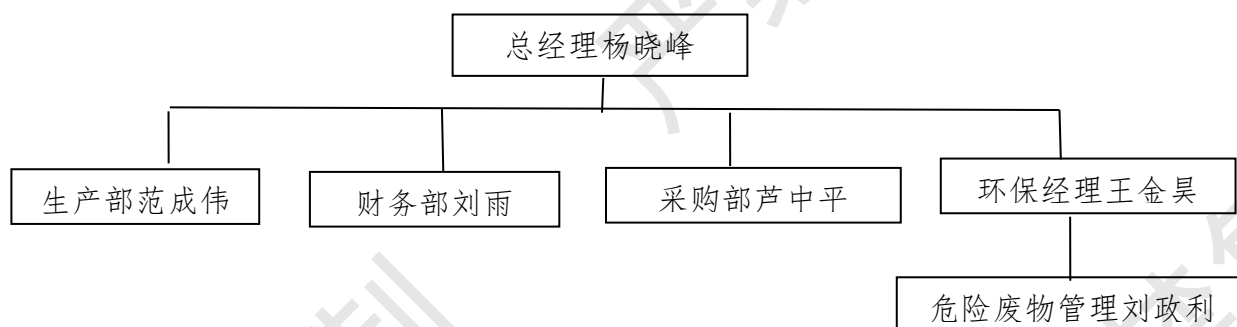 总经理杨晓峰
生产部范成伟
财务部刘雨
采购部芦中平
环保经理王金昊
危险废物管理刘政利